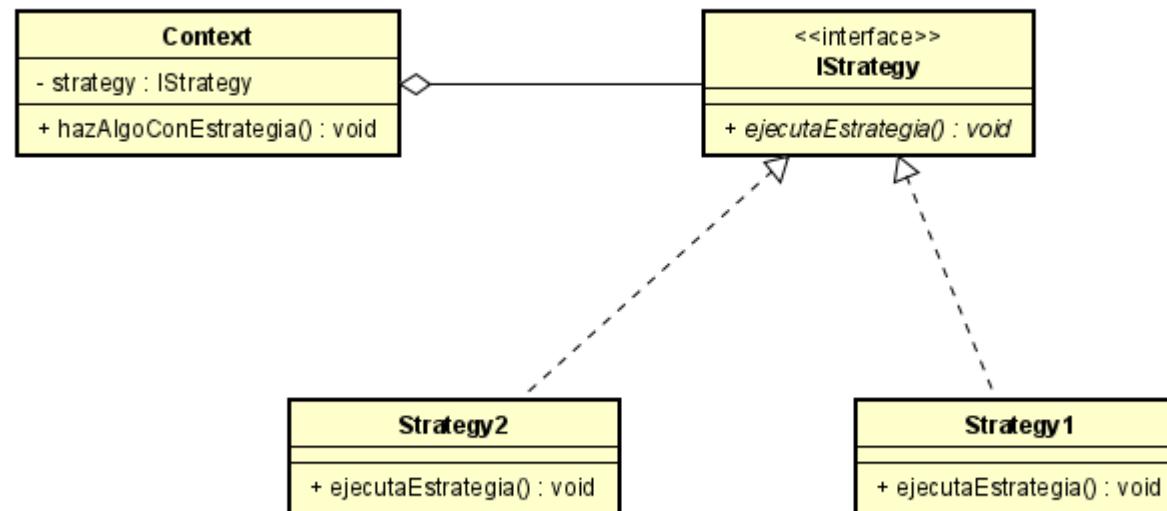 Context
- strategy : IStrategy
+ hazAlgoConEstrategia() : void
<<interface>>
IStrategy
+ ejecutaEstrategia() : void
Strategy2
+ ejecutaEstrategia() : void
Strategy1
+ ejecutaEstrategia() : void